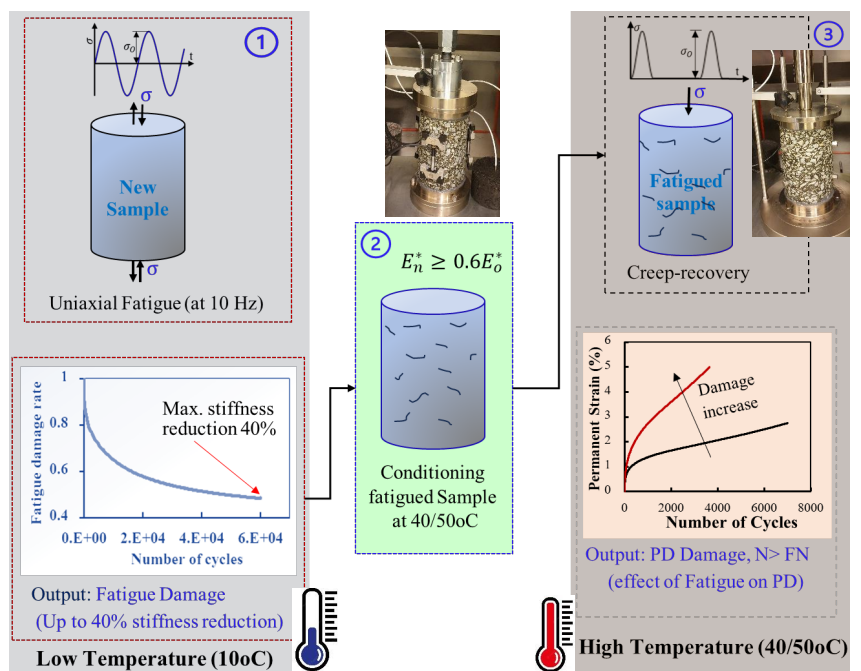 1
σ
σ₀
t
σ
New
Sample
σ
Uniaxial Fatigue (at 10 Hz)
Fatigue damage rate
1
0.8
0.6
0.4
Max. stiffness
reduction 40%
0.E+00 2.E+04 4.E+04 6.E+04
Number of cycles
Output: Fatigue Damage
(Up to 40% stiffness reduction)
Low Temperature (10oC)
2
E*ₙ ≥ 0.6E*ₒ
Conditioning
fatigued Sample
at 40/50oC
3
σ
σ₀
t
σ
Fatigued
sample
Creep-recovery
Permanent Strain (%)
6
5
4
3
2
1
0
Damage
increase
0 2000 4000 6000 8000
Number of Cycles
Output: PD Damage, N> FN
(effect of Fatigue on PD)
High Temperature (40/50oC)